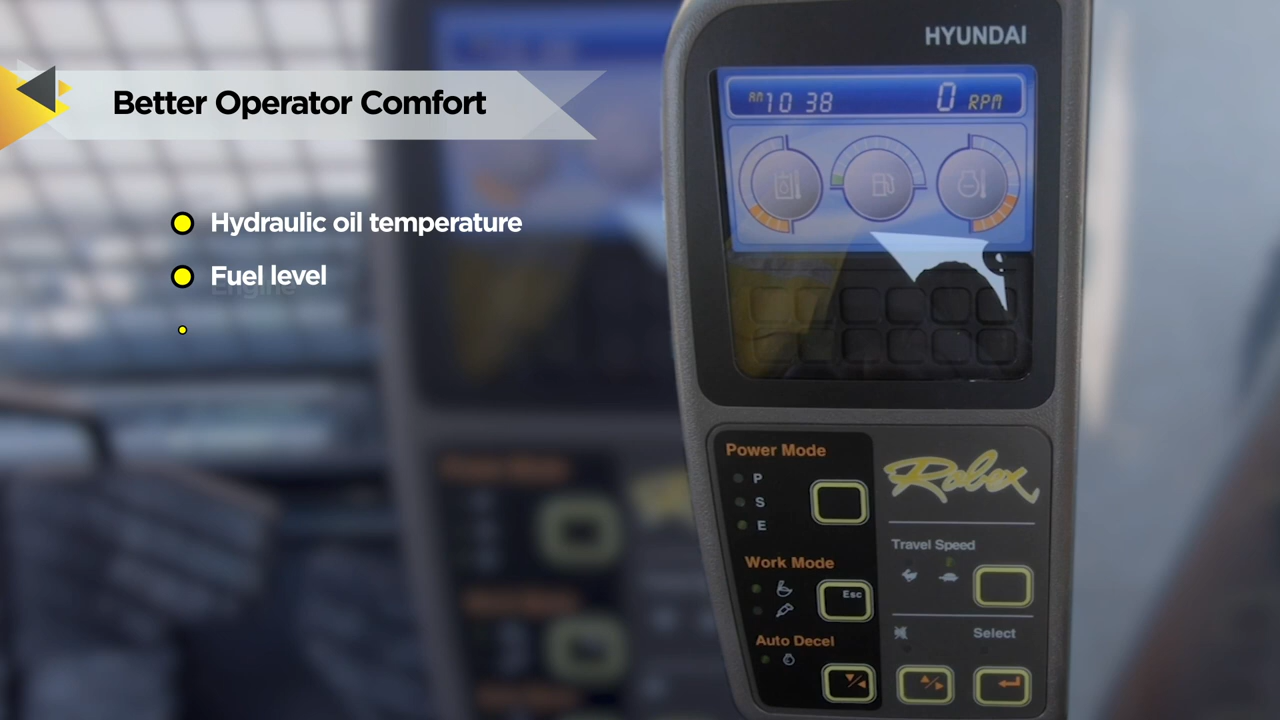 Better Operator Comfort
Hydraulic oil temperature
Fuel level
Engine
HYUNDAI
AM 10 38 0 RPM
Power Mode
P
S
E
Work Mode
Esc
Auto Decel
Robex
Travel Speed
Select